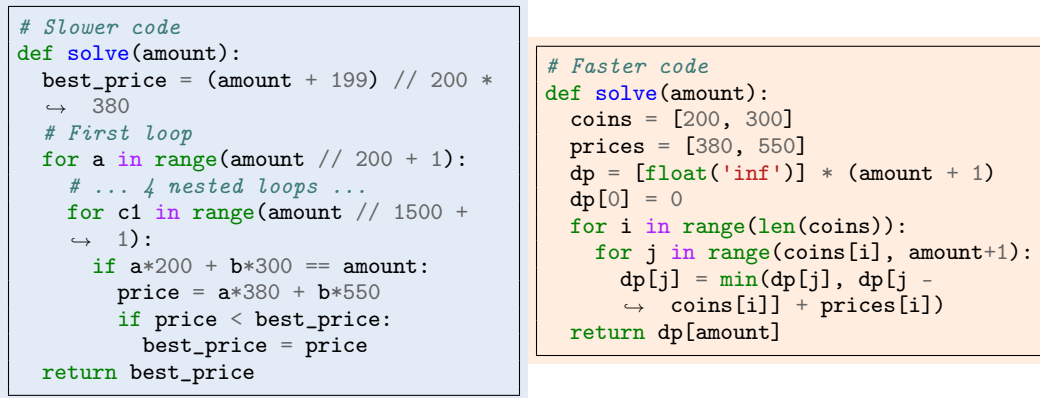 # Slower code
def solve(amount):
  best_price = (amount + 199) // 200 *
  ↪  380
  # First loop
  for a in range(amount // 200 + 1):
    # ... 4 nested loops ...
    for c1 in range(amount // 1500 +
    ↪  1):
      if a*200 + b*300 == amount:
        price = a*380 + b*550
        if price < best_price:
          best_price = price
  return best_price
# Faster code
def solve(amount):
  coins = [200, 300]
  prices = [380, 550]
  dp = [float('inf')] * (amount + 1)
  dp[0] = 0
  for i in range(len(coins)):
    for j in range(coins[i], amount+1):
      dp[j] = min(dp[j], dp[j -
      ↪  coins[i]] + prices[i])
  return dp[amount]